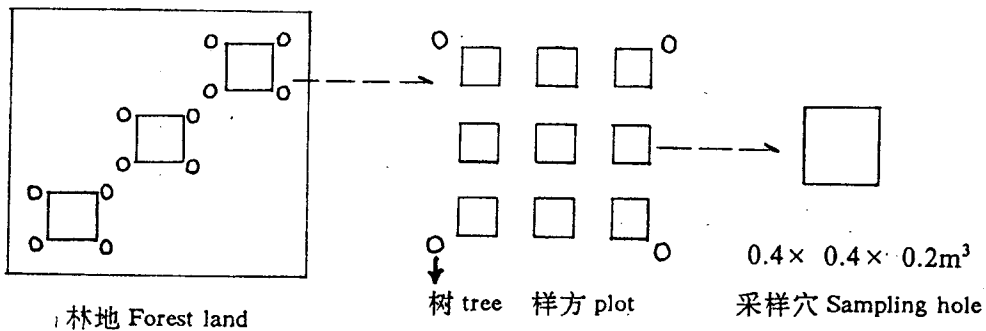 0.4× 0.4× 0.2m³
林地 Forest land
树 tree
样方 plot
采样穴 Sampling hole